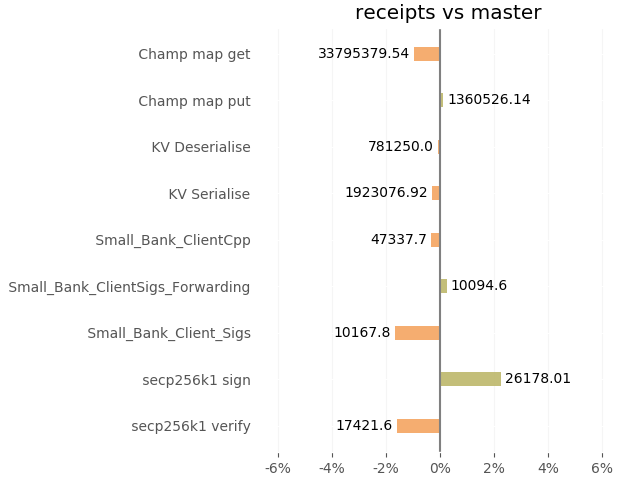 receipts vs master
Champ map get 33795379.54
Champ map put 1360526.14
KV Deserialise 781250.0
KV Serialise 1923076.92
Small_Bank_ClientCpp 47337.7
Small_Bank_ClientSigs_Forwarding 10094.6
Small_Bank_Client_Sigs 10167.8
secp256k1 sign 26178.01
secp256k1 verify 17421.6
-6% -4% -2% 0% 2% 4% 6%